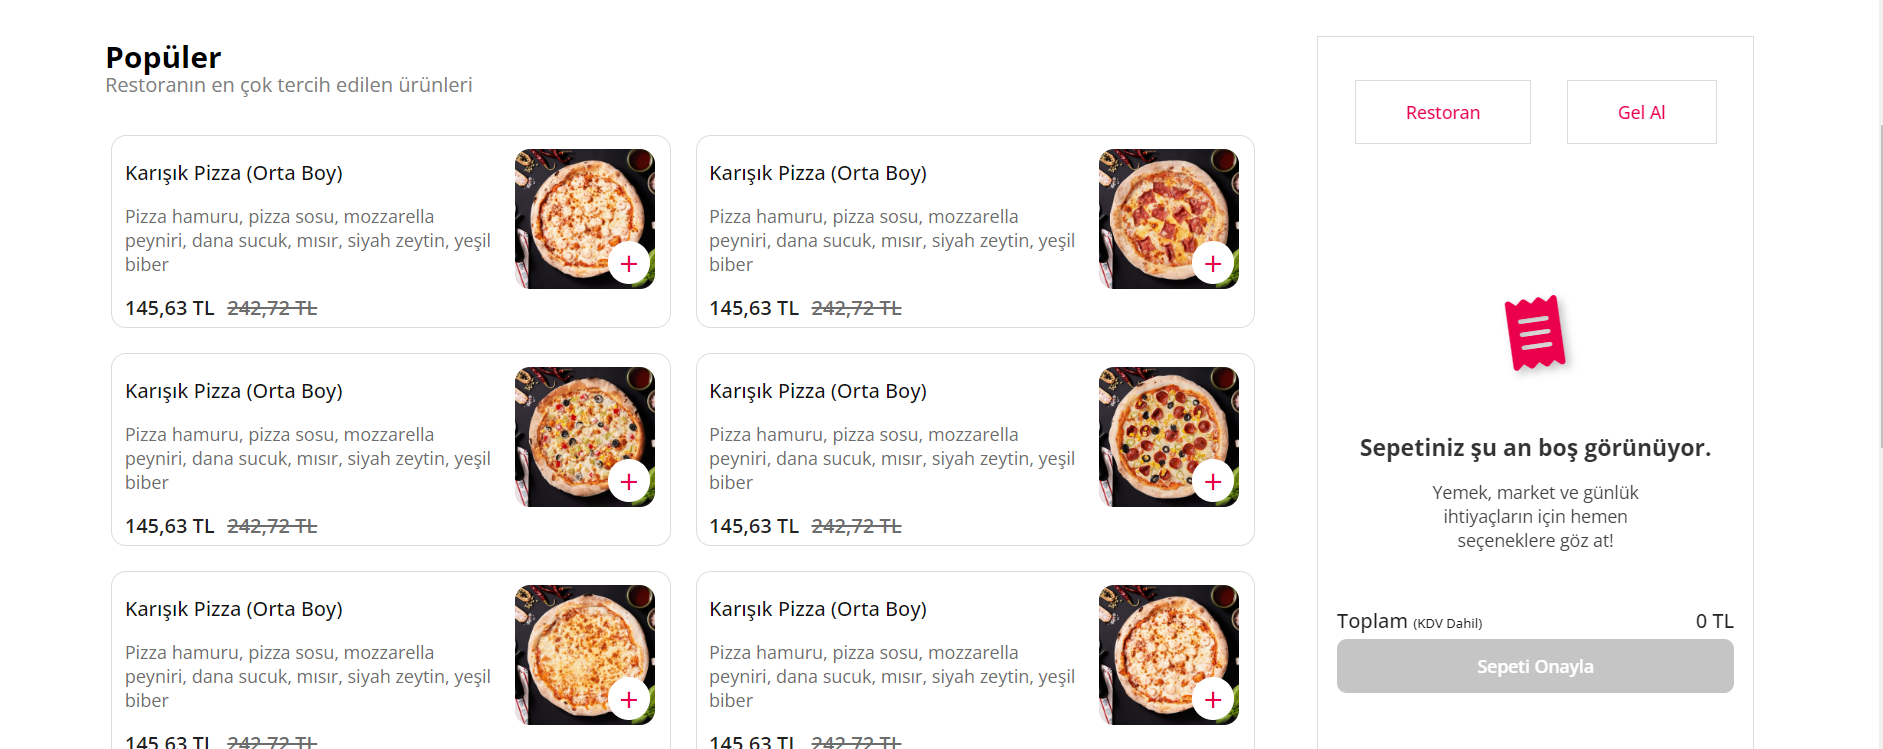 Popüler
Restoranın en çok tercih edilen ürünleri
Karışık Pizza (Orta Boy)
Pizza hamuru, pizza sosu, mozzarella
peyniri, dana sucuk, mısır, siyah zeytin, yeşil
biber
145,63 TL 242,72 TL
Karışık Pizza (Orta Boy)
Pizza hamuru, pizza sosu, mozzarella
peyniri, dana sucuk, mısır, siyah zeytin, yeşil
biber
145,63 TL 242,72 TL
Karışık Pizza (Orta Boy)
Pizza hamuru, pizza sosu, mozzarella
peyniri, dana sucuk, mısır, siyah zeytin, yeşil
biber
145,63 TL 242,72 TL
Karışık Pizza (Orta Boy)
Pizza hamuru, pizza sosu, mozzarella
peyniri, dana sucuk, mısır, siyah zeytin, yeşil
biber
145,63 TL 242,72 TL
Karışık Pizza (Orta Boy)
Pizza hamuru, pizza sosu, mozzarella
peyniri, dana sucuk, mısır, siyah zeytin, yeşil
biber
145,63 TL 242,72 TL
Karışık Pizza (Orta Boy)
Pizza hamuru, pizza sosu, mozzarella
peyniri, dana sucuk, mısır, siyah zeytin, yeşil
biber
145,63 TL 242,72 TL
Restoran
Gel Al
Sepetiniz şu an boş görünüyor.
Yemek, market ve günlük
ihtiyaçların için hemen
seçeneklere göz at!
Toplam (KDV Dahil) 0 TL
Sepeti Onayla